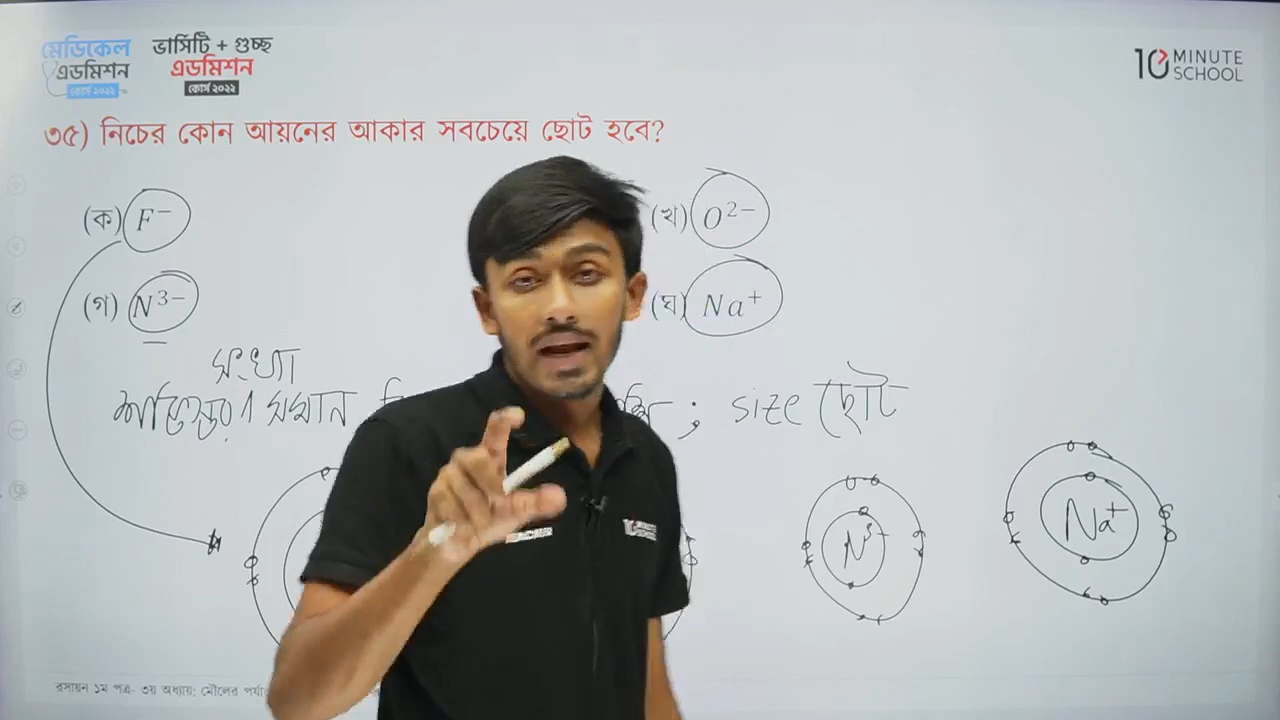 মেডিকেল
এডমিশন
কোর্স ২০২২
ভার্সিটি + গুচ্ছ
এডমিশন
কোর্স ২০২২
10 MINUTE SCHOOL
৩৫) নিচের কোন আয়নের আকার সবচেয়ে ছোট হবে?
(ক) F⁻
(খ) O²⁻
(গ) N³⁻
(ঘ) Na⁺
সংখ্যা
সমান ; size ছোট
N³⁻
Na⁺
রসায়ন ১ম পত্র- ৩য় অধ্যায়: মৌলের